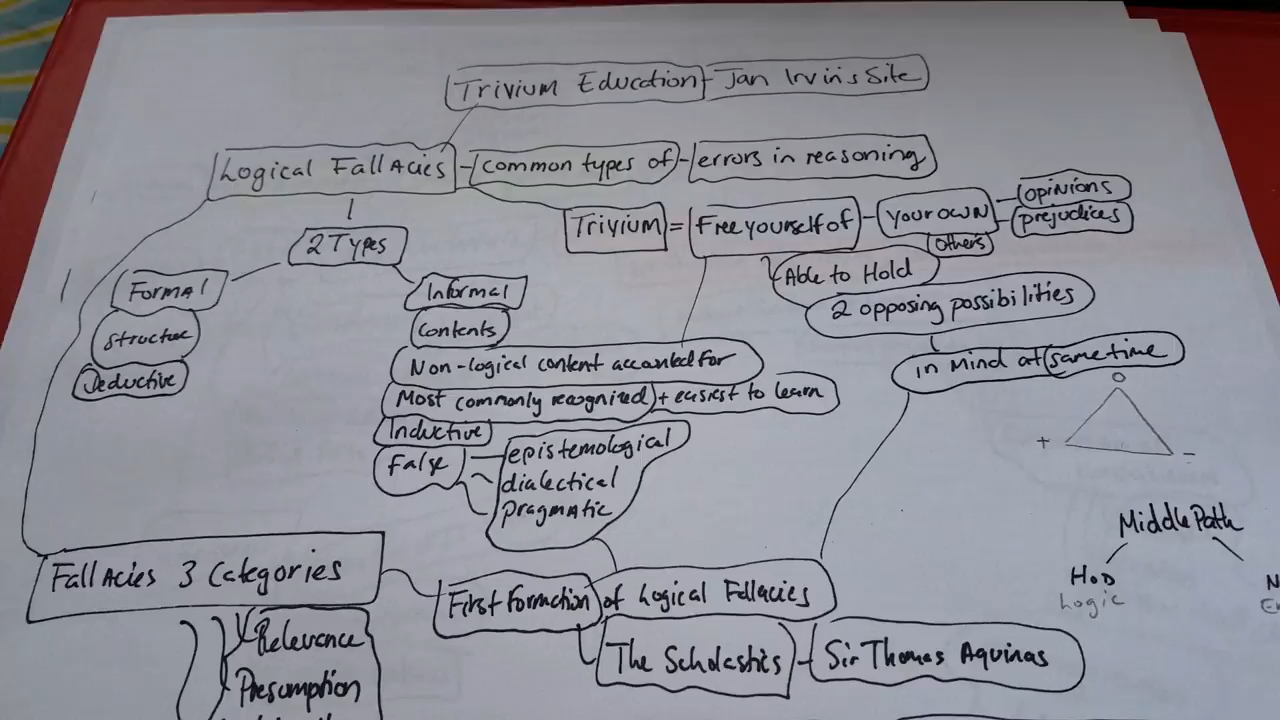 Trivium Education - Jan Irvin's Site
Logical Fallacies - common types of - errors in reasoning
Trivium = Free yourself of - your own
opinions
prejudices
others
2 Types
Able to Hold
2 opposing possibilities
in Mind at same time
Formal
Structure
Deductive
Informal
Contents
Non-logical content accounted for
Most commonly recognized + easiest to learn
Inductive
False
epistemological
dialectical
pragmatic
O
+
-
Middle Path
HOD
Logic
Fallacies 3 Categories
Relevance
Presumption
First Formation of Logical Fallacies
The Scholastics - Sir Thomas Aquinas